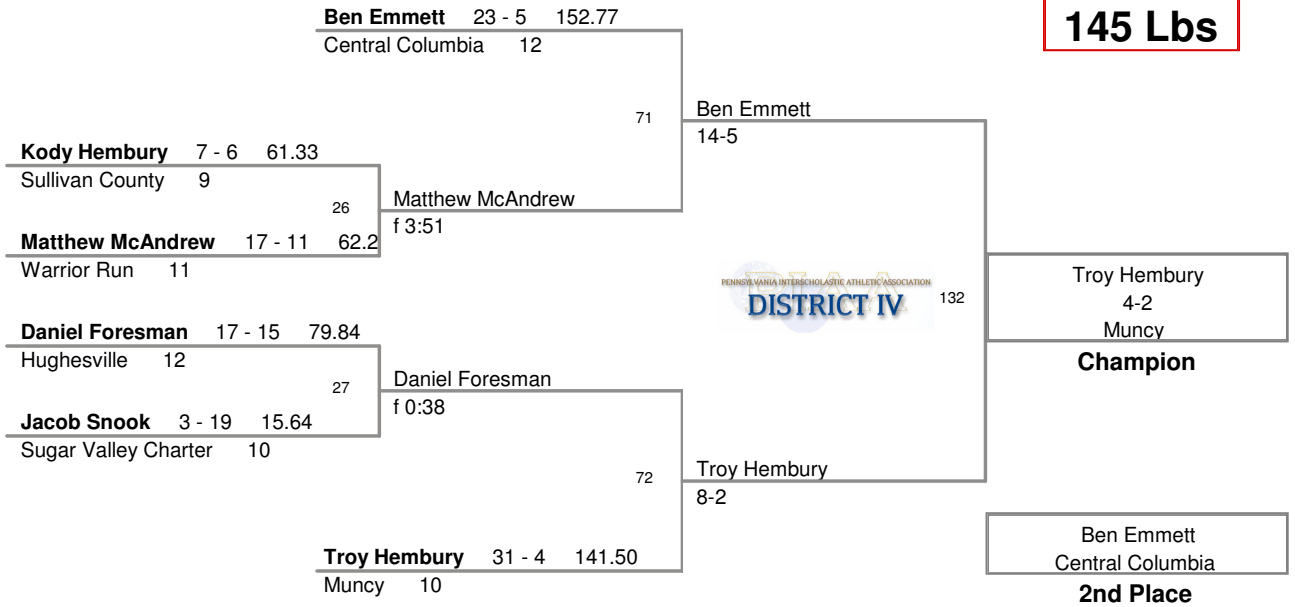 145 Lbs
Ben Emmett 23 - 5 152.77
Central Columbia 12
71
Ben Emmett
14-5
Kody Hembury 7 - 6 61.33
Sullivan County 9
26
Matthew McAndrew
f 3:51
Matthew McAndrew 17 - 11 62.2
Warrior Run 11
PENNSYLVANIA INTERSCHOLASTIC ATHLETIC ASSOCIATION
DISTRICT IV
132
Troy Hembury
4-2
Muncy
Champion
Daniel Foresman 17 - 15 79.84
Hughesville 12
27
Daniel Foresman
f 0:38
Jacob Snook 3 - 19 15.64
Sugar Valley Charter 10
72
Troy Hembury
8-2
Troy Hembury 31 - 4 141.50
Muncy 10
Ben Emmett
Central Columbia
2nd Place